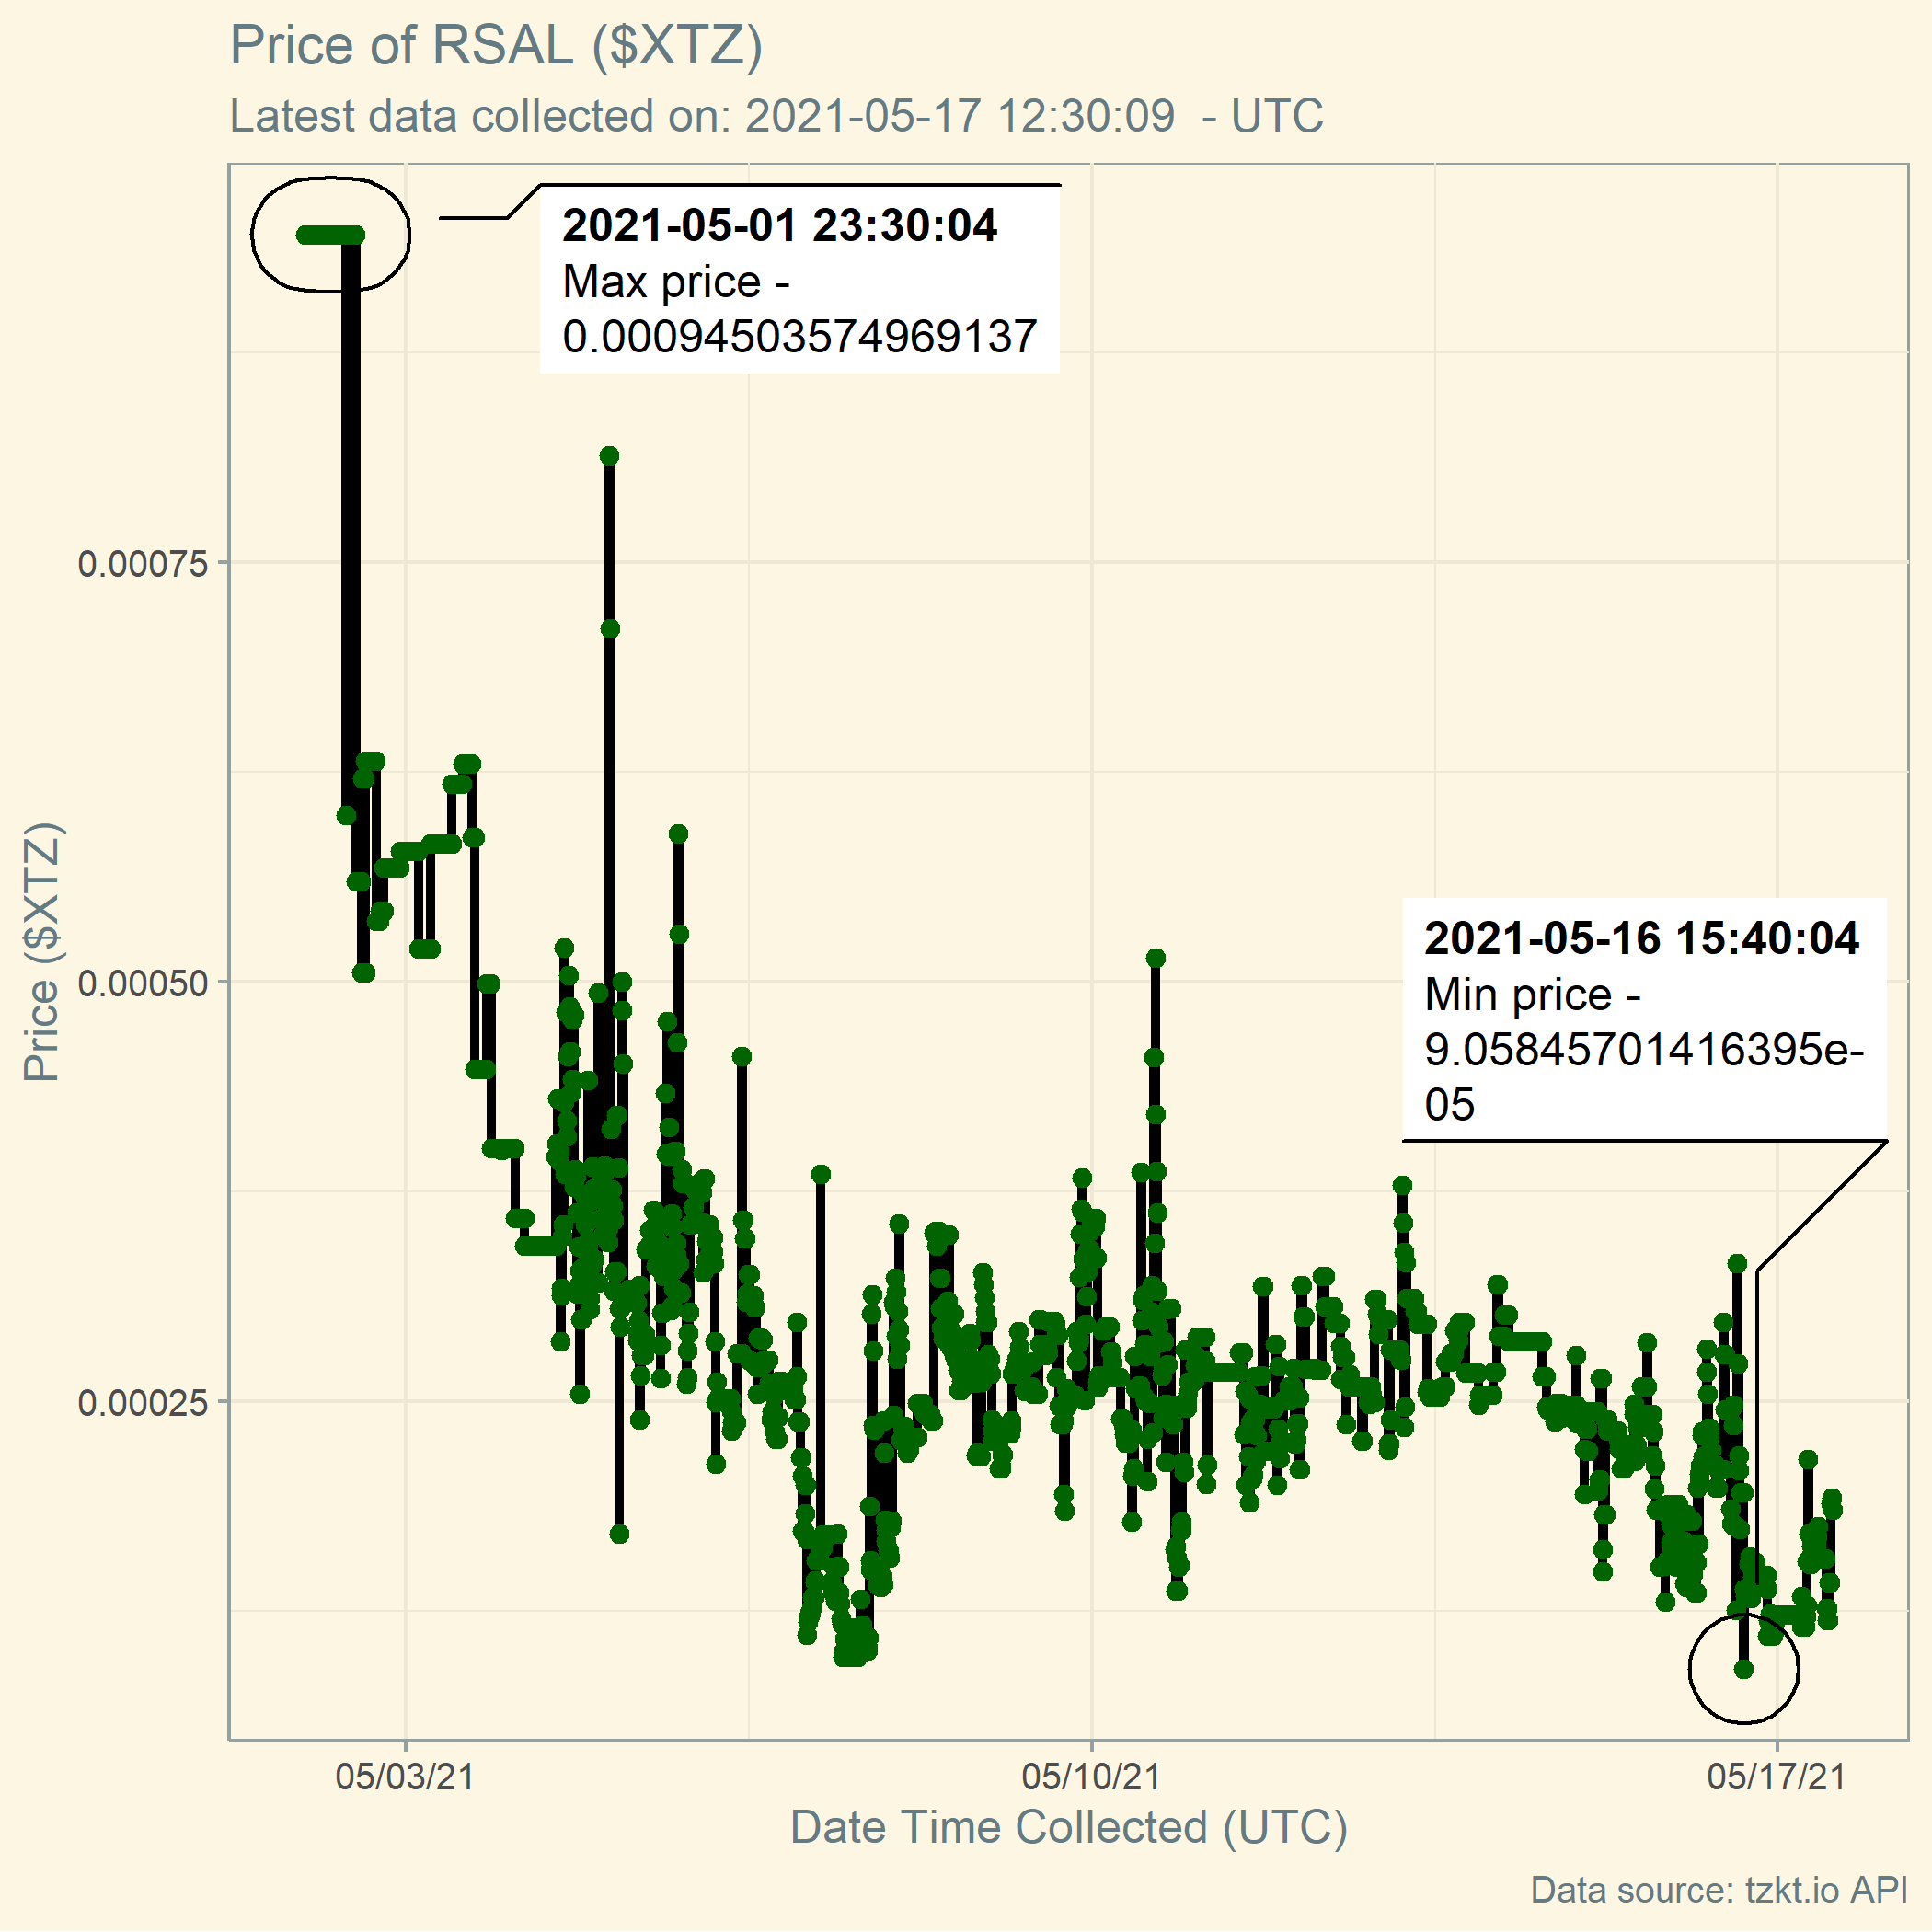 Price of RSAL ($XTZ)
Latest data collected on: 2021-05-17 12:30:09  - UTC
2021-05-01 23:30:04
Max price -
0.000945035749691​37
0.00075
Price ($XTZ)
0.00050
2021-05-16 15:40:04
Min price -
9.05845701416395e-
05
0.00025
05/03/21
05/10/21
05/17/21
Date Time Collected (UTC)
Data source: tzkt.io API